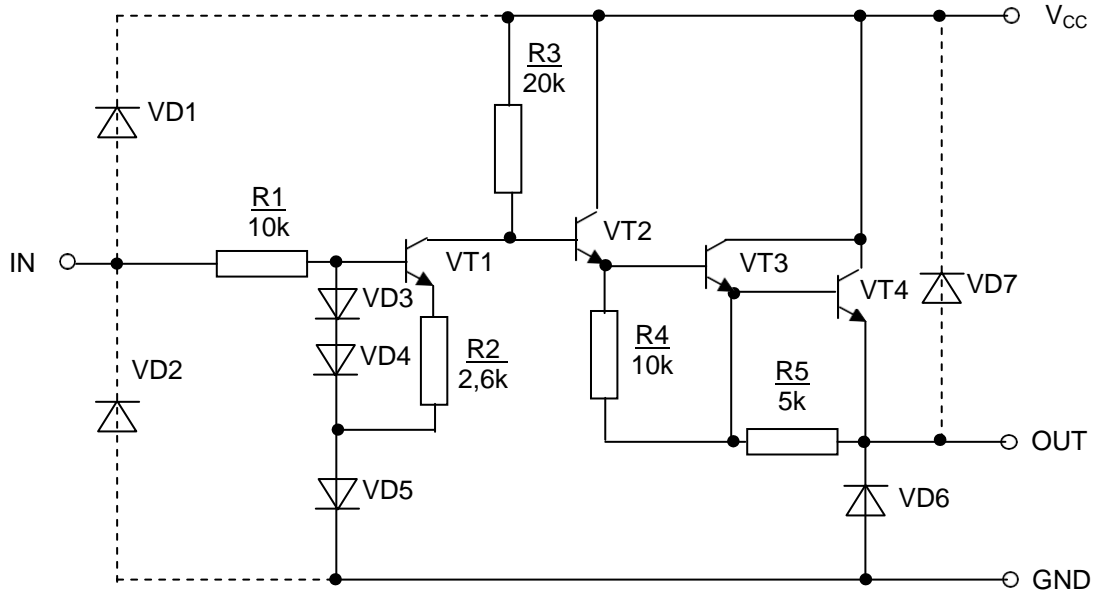 V_CC
R3
20k
VD1
R1
10k
VT2
IN
VT1
VT3
VD3
VT4
VD7
VD2
VD4
R2
2,6k
R4
10k
R5
5k
OUT
VD5
VD6
GND